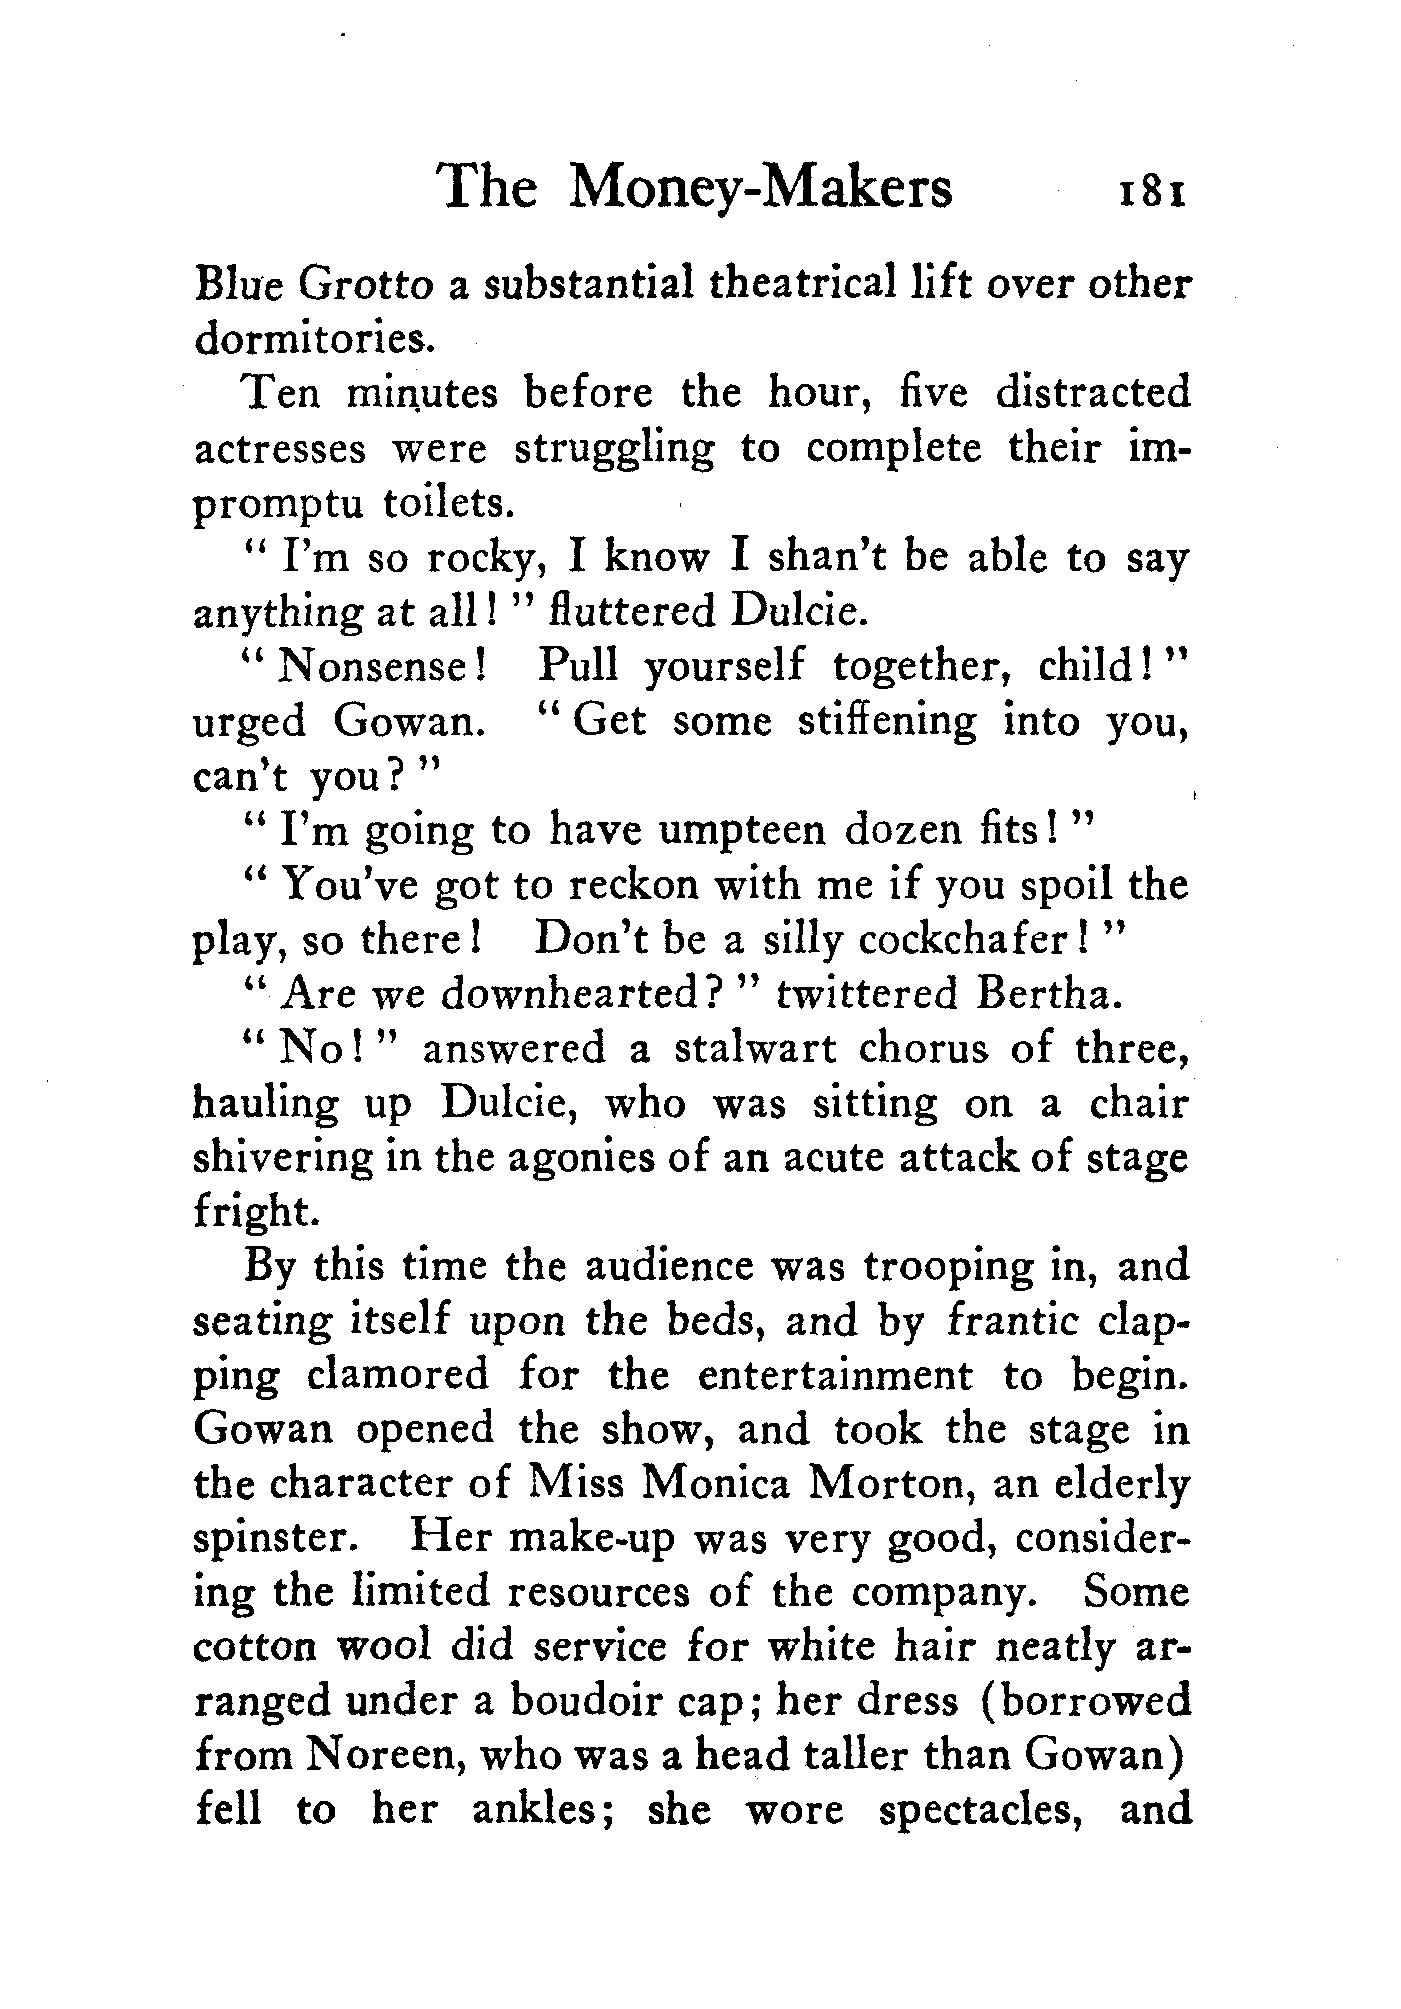 The Money-Makers 181
Blue Grotto a substantial theatrical lift over other
dormitories.
Ten minutes before the hour, five distracted
actresses were struggling to complete their im-
promptu toilets.
" I'm so rocky, I know I shan't be able to say
anything at all! " fluttered Dulcie.
" Nonsense! Pull yourself together, child! "
urged Gowan. " Get some stiffening into you,
can't you? "
" I'm going to have umpteen dozen fits! "
" You've got to reckon with me if you spoil the
play, so there! Don't be a silly cockchafer! "
" Are we downhearted? " twittered Bertha.
" No! " answered a stalwart chorus of three,
hauling up Dulcie, who was sitting on a chair
shivering in the agonies of an acute attack of stage
fright.
By this time the audience was trooping in, and
seating itself upon the beds, and by frantic clap-
ping clamored for the entertainment to begin.
Gowan opened the show, and took the stage in
the character of Miss Monica Morton, an elderly
spinster. Her make-up was very good, consider-
ing the limited resources of the company. Some
cotton wool did service for white hair neatly ar-
ranged under a boudoir cap; her dress (borrowed
from Noreen, who was a head taller than Gowan)
fell to her ankles; she wore spectacles, and